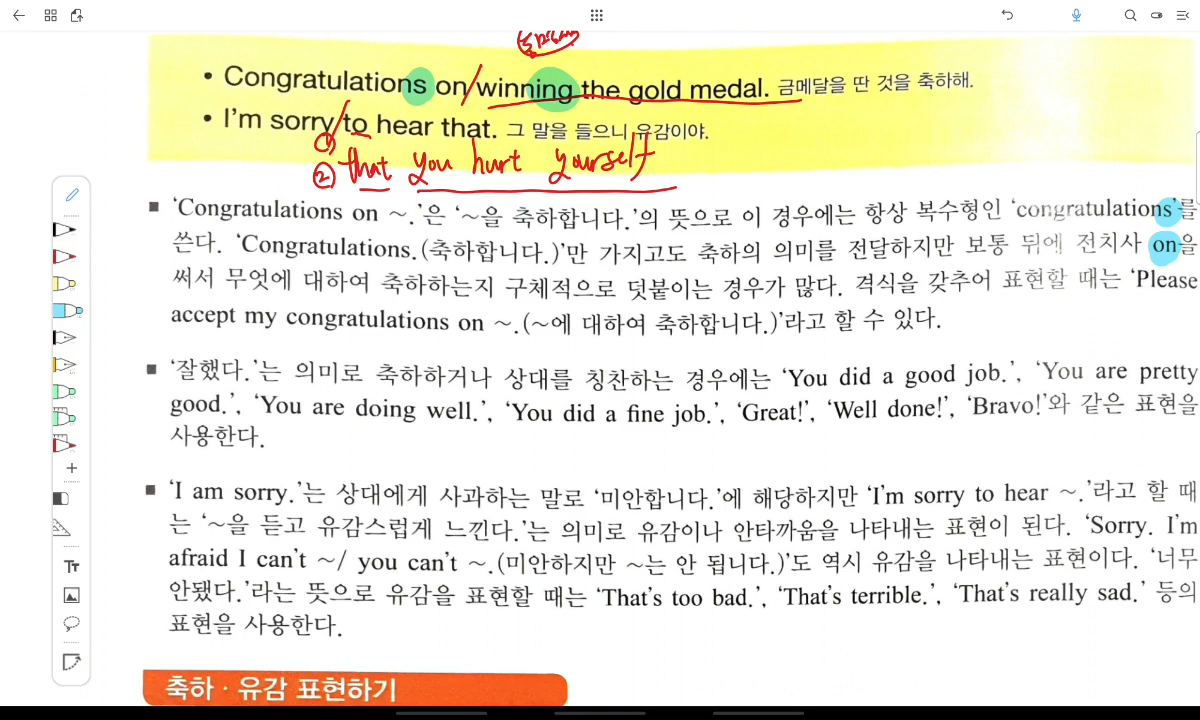 • Congratulations on winning the gold medal. 금메달을 딴 것을 축하해.
• I'm sorry to hear that. 그 말을 들으니 유감이야.
①
② that you hurt yourself
■ 'Congratulations on ~.'은 '~을 축하합니다.'의 뜻으로 이 경우에는 항상 복수형인 'congratulations'를
쓴다. 'Congratulations.(축하합니다.)'만 가지고도 축하의 의미를 전달하지만 보통 뒤에 전치사 on을
써서 무엇에 대하여 축하하는지 구체적으로 덧붙이는 경우가 많다. 격식을 갖추어 표현할 때는 'Please
accept my congratulations on ~.(~에 대하여 축하합니다.)'라고 할 수 있다.
■ '잘했다.'는 의미로 축하하거나 상대를 칭찬하는 경우에는 'You did a good job.', 'You are pretty
good.', 'You are doing well.', 'You did a fine job.', 'Great!', 'Well done!', 'Bravo!'와 같은 표현을
사용한다.
■ 'I am sorry.'는 상대에게 사과하는 말로 '미안합니다.'에 해당하지만 'I'm sorry to hear ~.'라고 할 때
는 '~을 듣고 유감스럽게 느낀다.'는 의미로 유감이나 안타까움을 나타내는 표현이 된다. 'Sorry. I'm
afraid I can't ~/ you can't ~.(미안하지만 ~는 안 됩니다.)'도 역시 유감을 나타내는 표현이다. '너무
안됐다.'라는 뜻으로 유감을 표현할 때는 'That's too bad.', 'That's terrible.', 'That's really sad.' 등의
표현을 사용한다.
축하·유감 표현하기
Tт